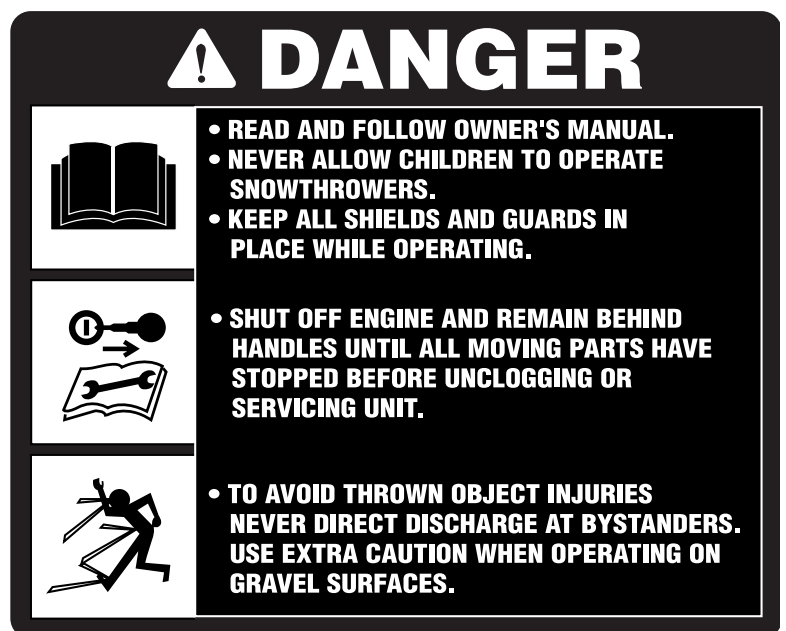 DANGER
• READ AND FOLLOW OWNER'S MANUAL.
• NEVER ALLOW CHILDREN TO OPERATE
SNOWTHROWERS.
• KEEP ALL SHIELDS AND GUARDS IN
PLACE WHILE OPERATING.
• SHUT OFF ENGINE AND REMAIN BEHIND
HANDLES UNTIL ALL MOVING PARTS HAVE
STOPPED BEFORE UNCLOGGING OR
SERVICING UNIT.
• TO AVOID THROWN OBJECT INJURIES
NEVER DIRECT DISCHARGE AT BYSTANDERS.
USE EXTRA CAUTION WHEN OPERATING ON
GRAVEL SURFACES.